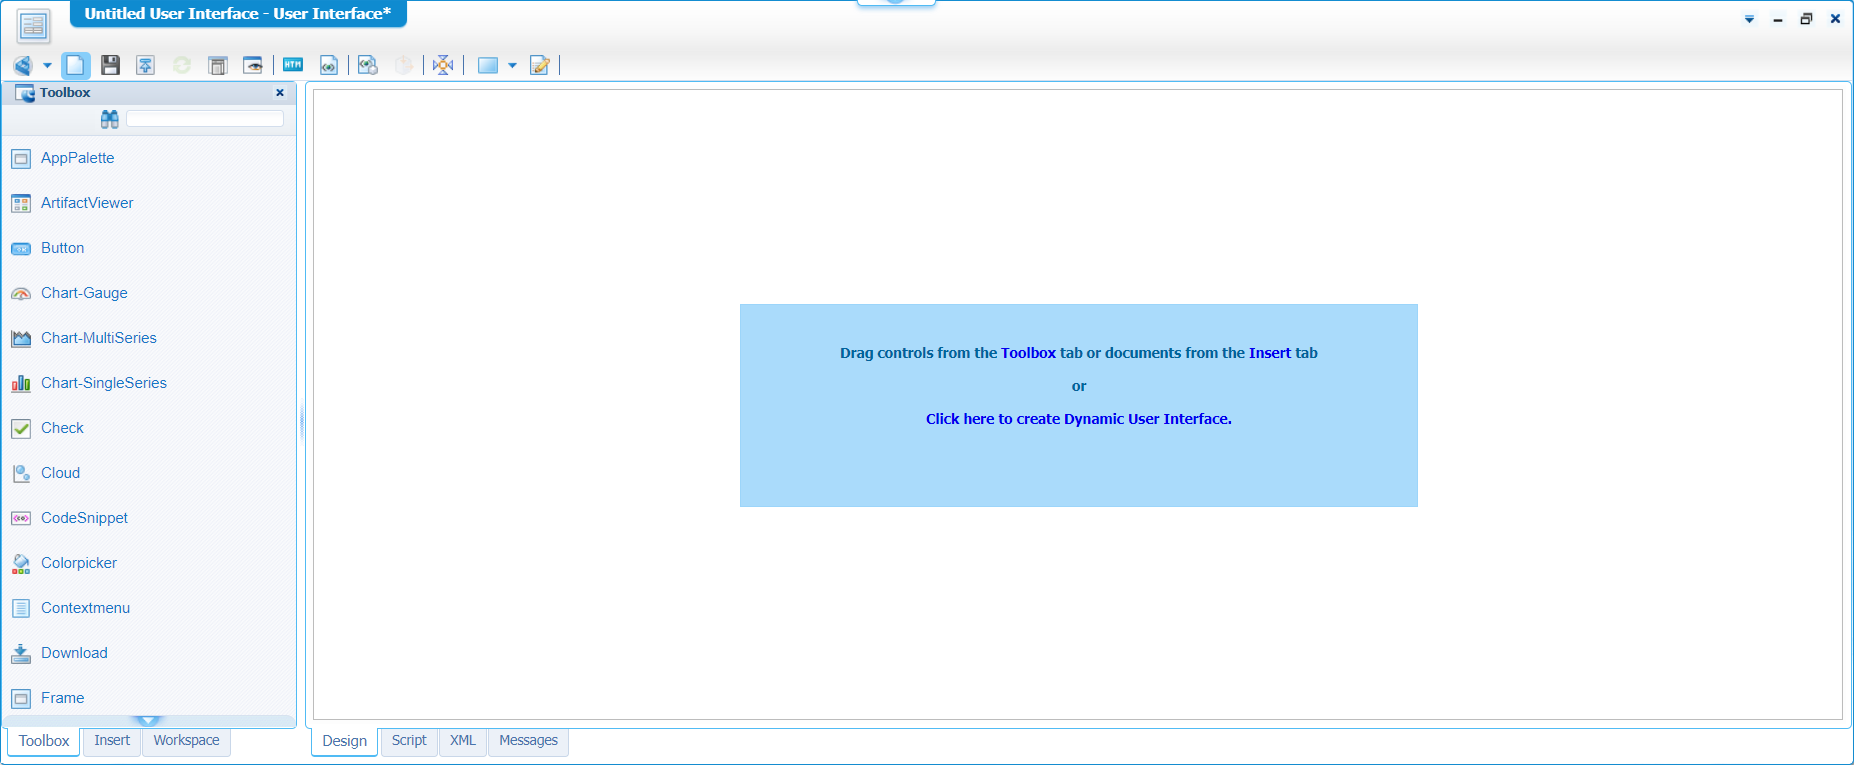 Untitled User Interface - User Interface*
HTM
Toolbox
AppPalette
ArtifactViewer
Button
Chart-Gauge
Chart-MultiSeries
Chart-SingleSeries
Check
Cloud
CodeSnippet
Colorpicker
Contextmenu
Download
Frame
Drag controls from the Toolbox tab or documents from the Insert tab
or
Click here to create Dynamic User Interface.
Toolbox Insert Workspace
Design Script XML Messages